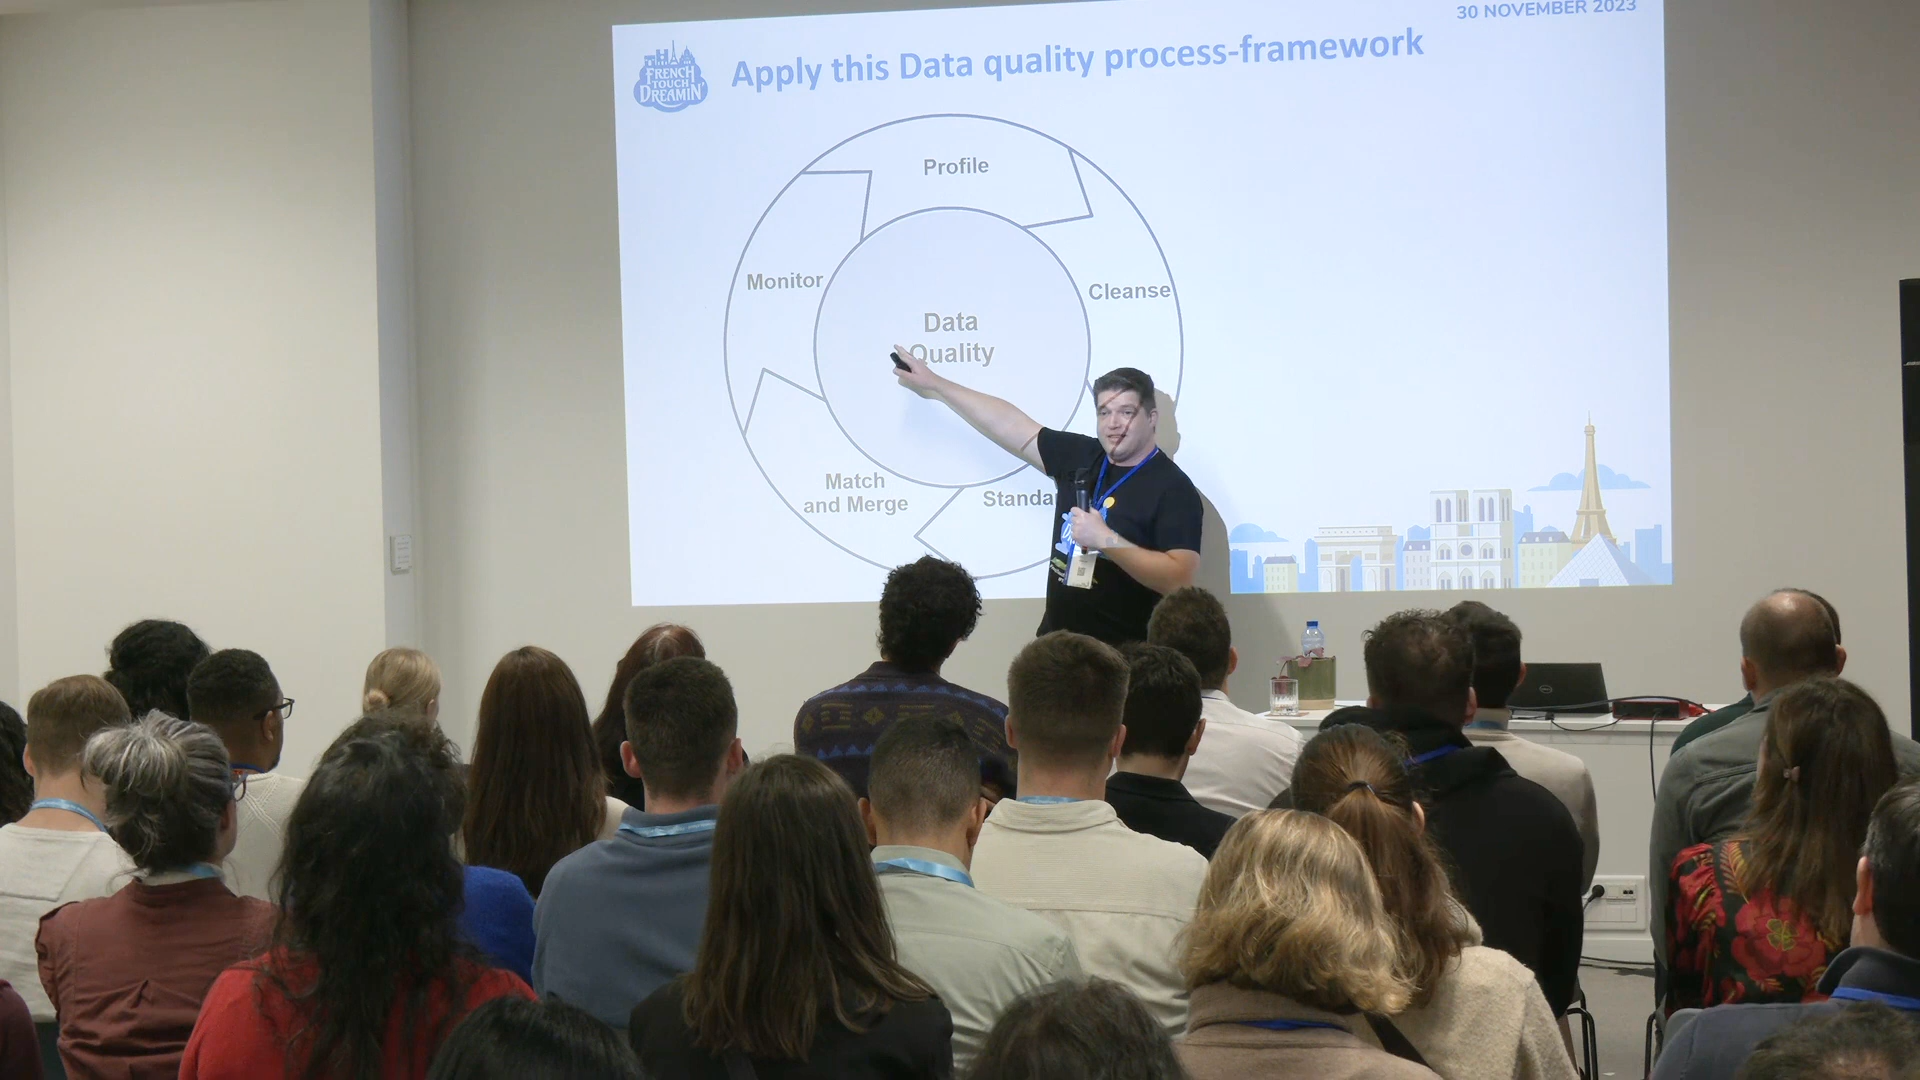 30 NOVEMBER 2023
FRENCH
TOUCH
DREAMIN'
Apply this Data quality process-framework
Profile
Monitor
Cleanse
Data
Quality
Match
and Merge
Standa